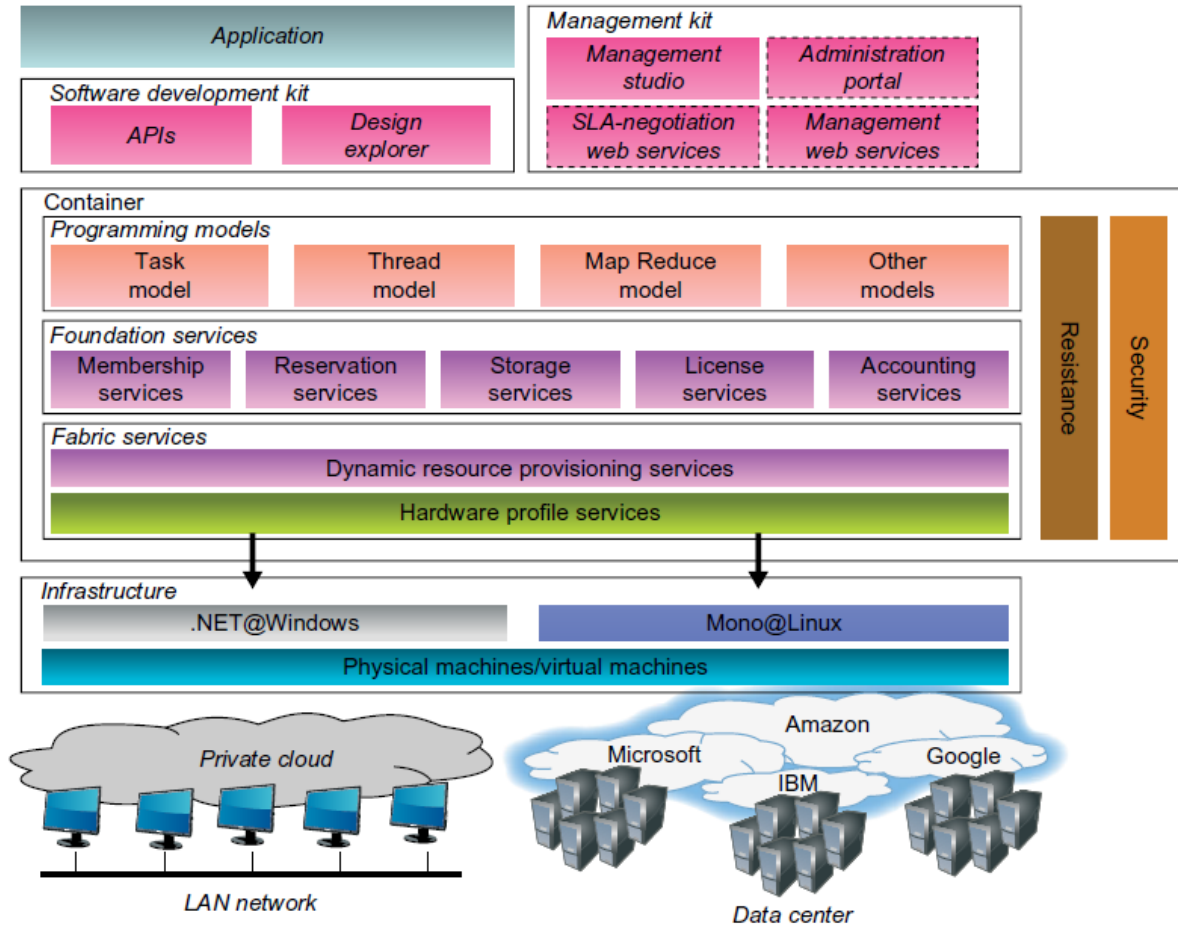 Application
Management kit
Management
studio
Administration
portal
SLA-negotiation
web services
Management
web services
Software development kit
APIs
Design
explorer
Container
Programming models
Task
model
Thread
model
Map Reduce
model
Other
models
Foundation services
Membership
services
Reservation
services
Storage
services
License
services
Accounting
services
Fabric services
Dynamic resource provisioning services
Hardware profile services
Resistance
Security
Infrastructure
.NET@Windows
Mono@Linux
Physical machines/virtual machines
Private cloud
LAN network
Amazon
Microsoft
Google
IBM
Data center